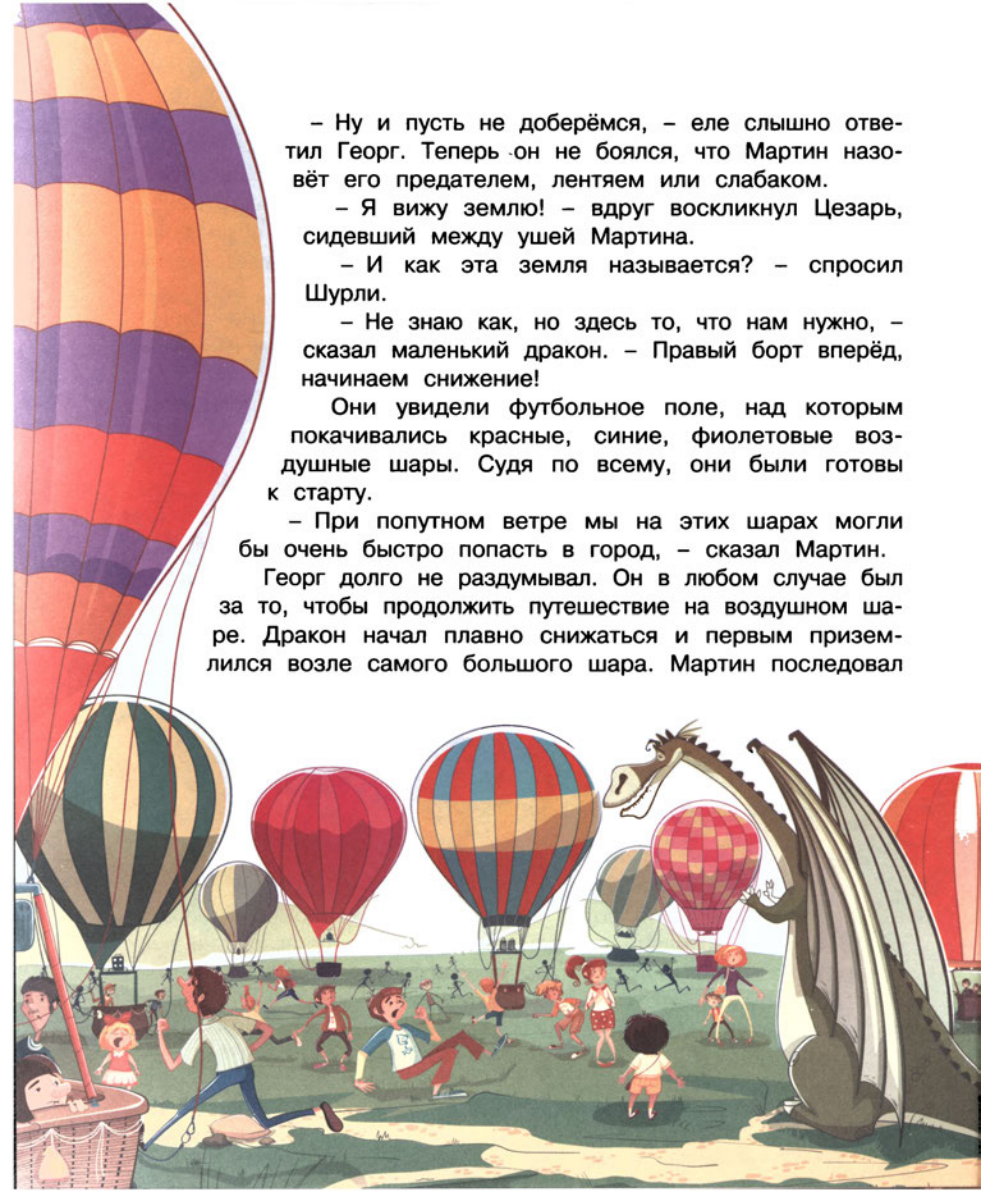 – Ну и пусть не доберёмся, – еле слышно отве-
тил Георг. Теперь он не боялся, что Мартин назо-
вёт его предателем, лентяем или слабаком.
– Я вижу землю! – вдруг воскликнул Цезарь,
сидевший между ушей Мартина.
– И как эта земля называется? – спросил
Шурли.
– Не знаю как, но здесь то, что нам нужно, –
сказал маленький дракон. – Правый борт вперёд,
начинаем снижение!
Они увидели футбольное поле, над которым
покачивались красные, синие, фиолетовые воз-
душные шары. Судя по всему, они были готовы
к старту.
– При попутном ветре мы на этих шарах могли
бы очень быстро попасть в город, – сказал Мартин.
Георг долго не раздумывал. Он в любом случае был
за то, чтобы продолжить путешествие на воздушном ша-
ре. Дракон начал плавно снижаться и первым призем-
лился возле самого большого шара. Мартин последовал